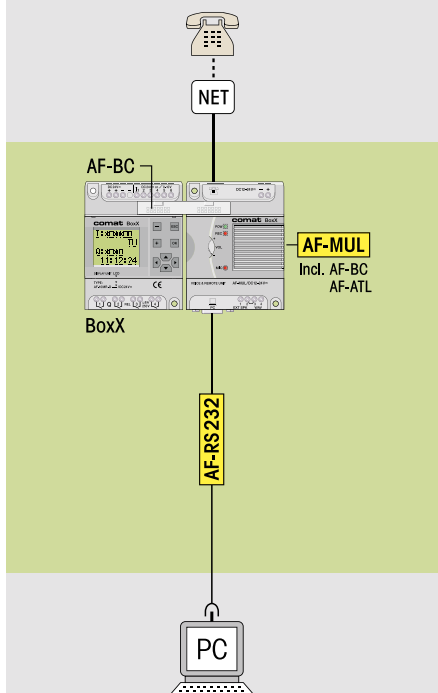 NET
AF-BC
comat BoxX
comat BoxX
AF-MUL
Incl. AF-BC
AF-ATL
TU
11:12:24
BoxX
AF-RS232
PC